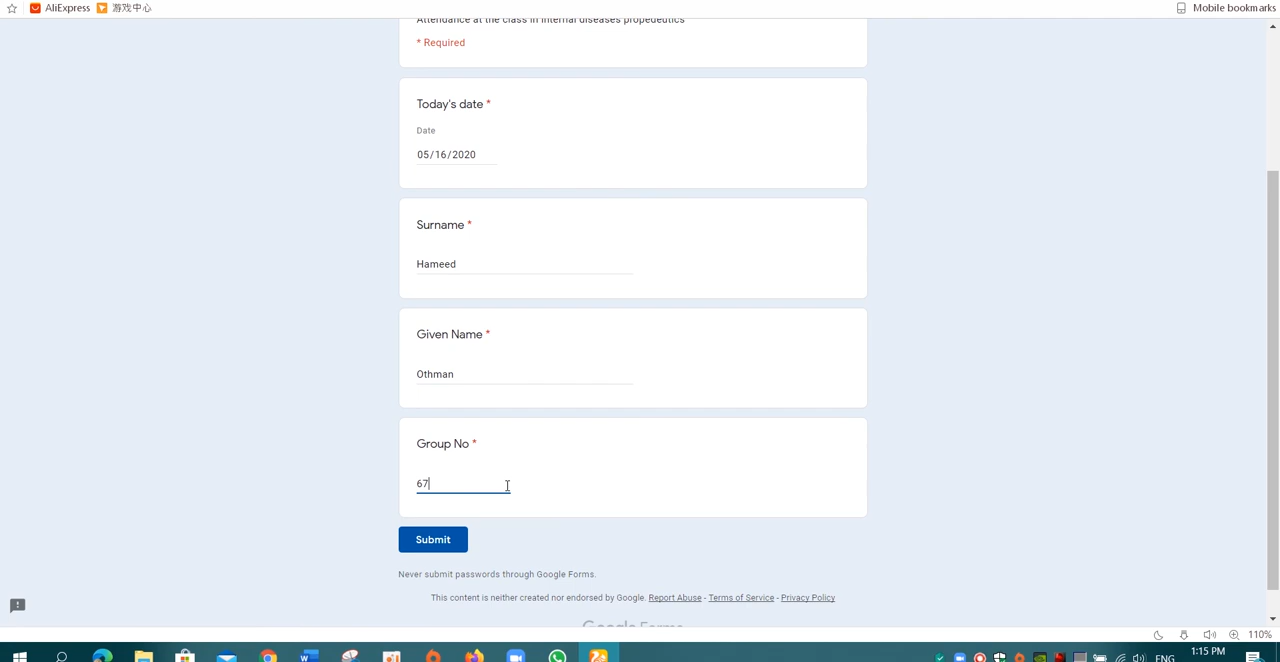 AliExpress 游戏中心 Mobile bookmarks
Attendance at the class in internal diseases propedeutics
* Required
Today's date *
Date
05/16/2020
Surname *
Hameed
Given Name *
Othman
Group No *
67
Submit
Never submit passwords through Google Forms.
This content is neither created nor endorsed by Google. Report Abuse - Terms of Service - Privacy Policy
Google Forms
110%
1:15 PM
ENG